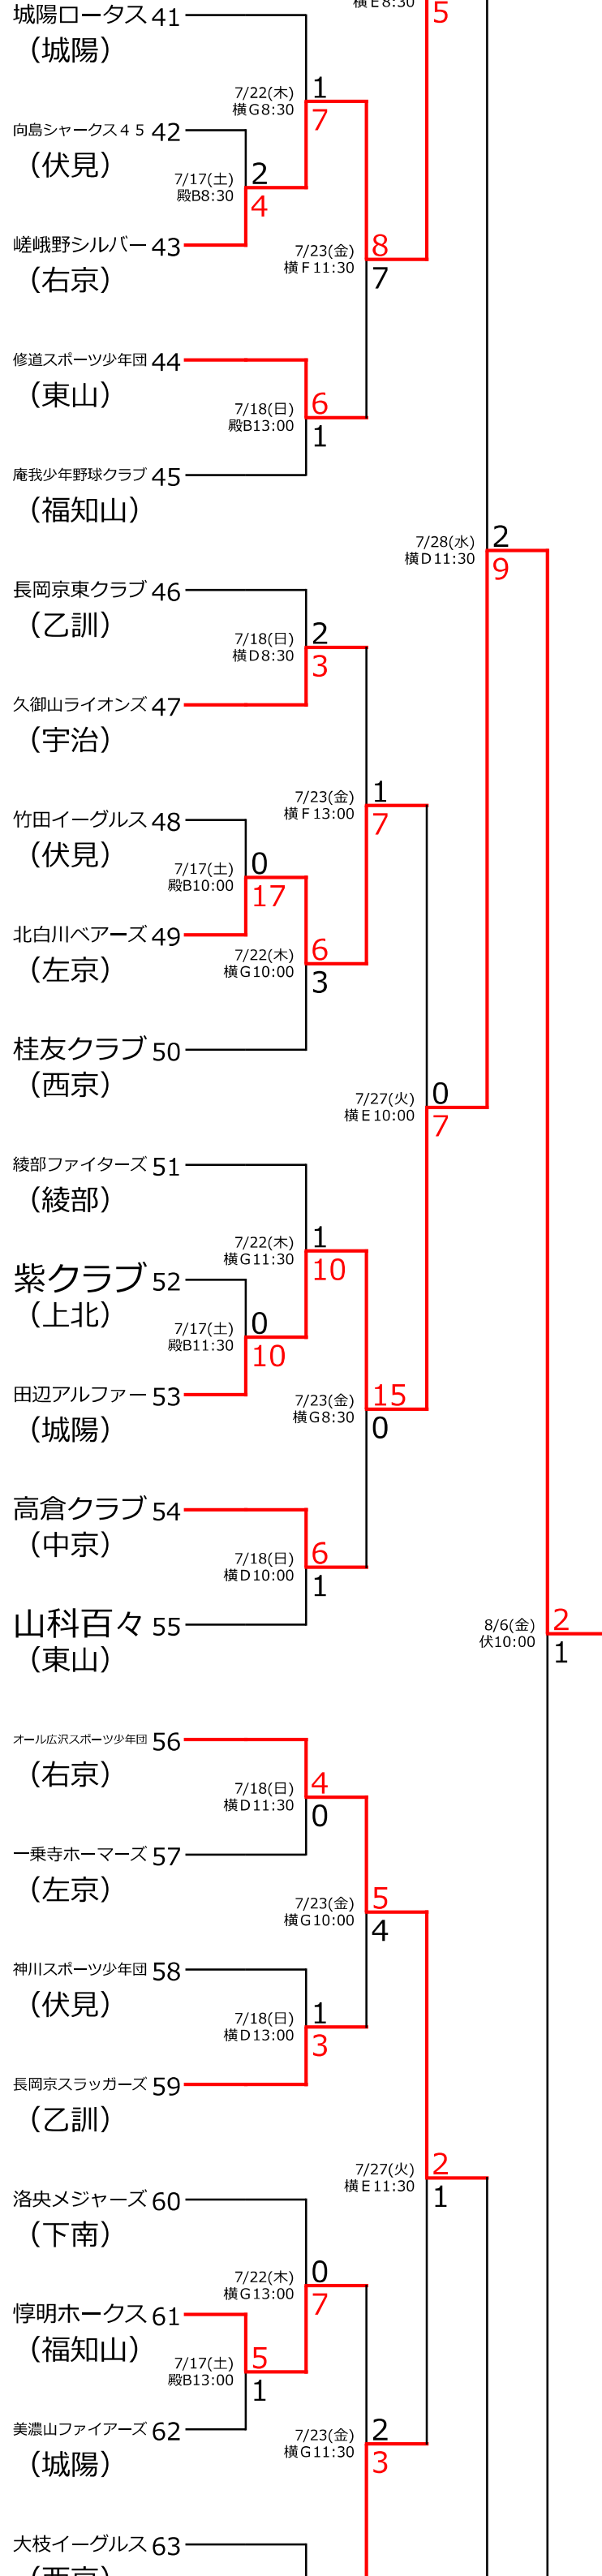 横E8:30
5
城陽ロータス 41
（城陽）
7/22(木)
横G8:30
1
7
向島シャークス４５ 42
（伏見）
7/17(土)
殿B8:30
2
4
嵯峨野シルバー 43
（右京）
7/23(金)
横F11:30
8
7
修道スポーツ少年団 44
（東山）
7/18(日)
殿B13:00
6
1
庵我少年野球クラブ 45
（福知山）
7/28(水)
横D11:30
2
9
長岡京東クラブ 46
（乙訓）
7/18(日)
横D8:30
2
3
久御山ライオンズ 47
（宇治）
7/23(金)
横F13:00
1
7
竹田イーグルス 48
（伏見）
7/17(土)
殿B10:00
0
17
北白川ベアーズ 49
（左京）
7/22(木)
横G10:00
6
3
桂友クラブ 50
（西京）
7/27(火)
横E10:00
0
7
綾部ファイターズ 51
（綾部）
7/22(木)
横G11:30
1
10
紫クラブ 52
（上北）
7/17(土)
殿B11:30
0
10
田辺アルファー 53
（城陽）
7/23(金)
横G8:30
15
0
高倉クラブ 54
（中京）
7/18(日)
横D10:00
6
1
山科百々 55
（東山）
8/6(金)
伏10:00
2
1
オール広沢スポーツ少年団 56
（右京）
7/18(日)
横D11:30
4
0
一乗寺ホーマーズ 57
（左京）
7/23(金)
横G10:00
5
4
神川スポーツ少年団 58
（伏見）
7/18(日)
横D13:00
1
3
長岡京スラッガーズ 59
（乙訓）
7/27(火)
横E11:30
2
1
洛央メジャーズ 60
（下南）
7/22(木)
横G13:00
0
7
惇明ホークス 61
（福知山）
7/17(土)
殿B13:00
5
1
美濃山ファイアーズ 62
（城陽）
7/23(金)
横G11:30
2
3
大枝イーグルス 63